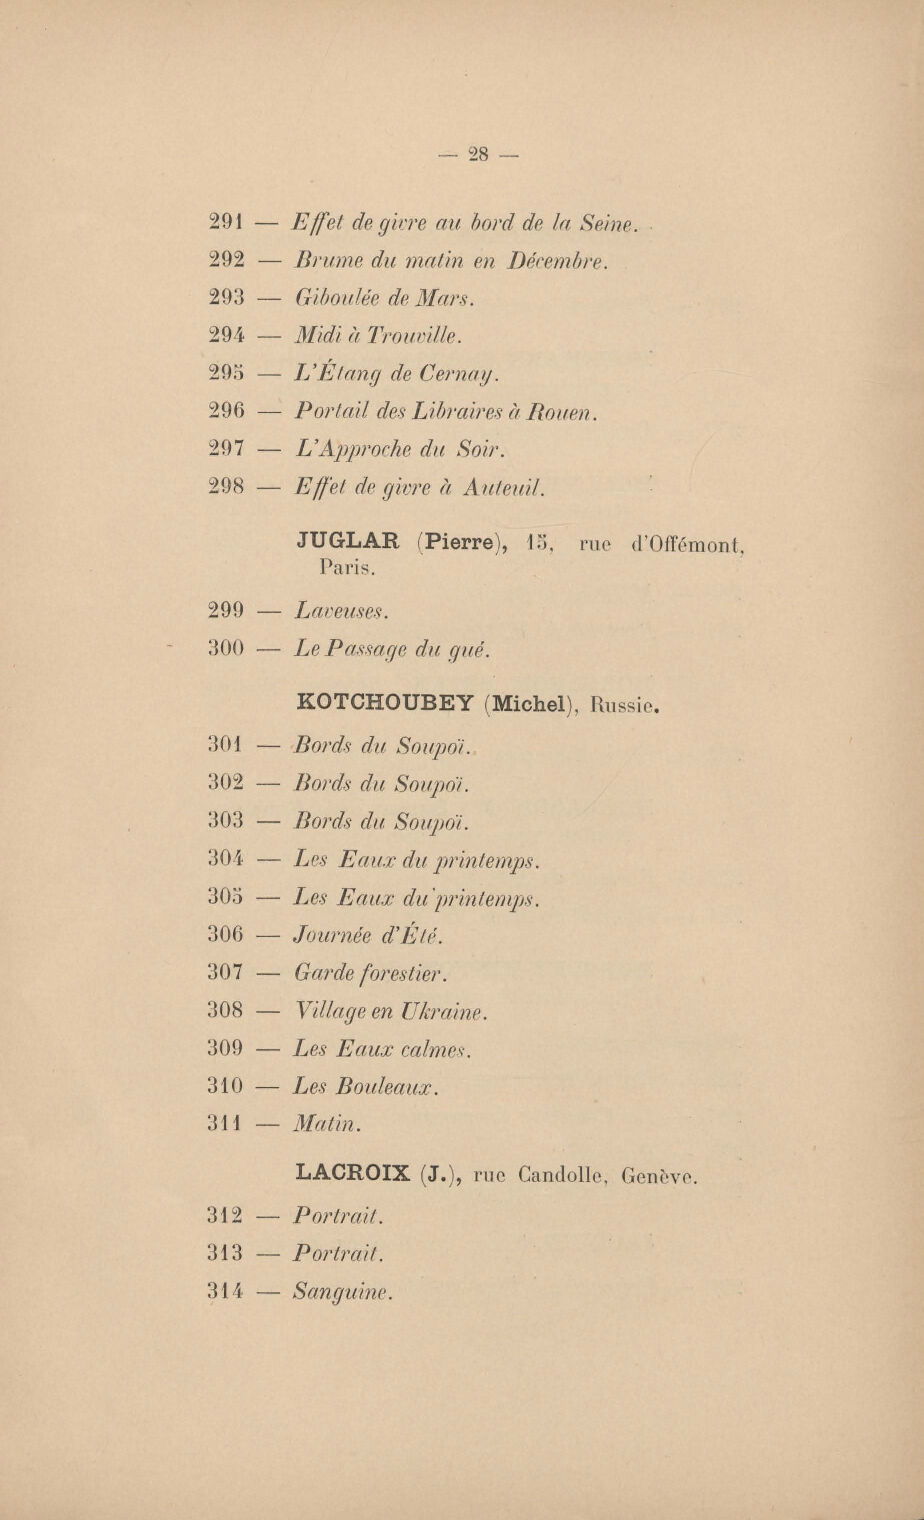 — 28 —
291 — Effet de givre au bord de la Seine.
292 — Brume du matin en Décembre.
293 — Giboulée de Mars.
294 — Midi à Trouville.
295 — L'Étang de Cernay.
296 — Portail des Libraires à Rouen.
297 — L'Approche du Soir.
298 — Effet de givre à Auteuil.
JUGLAR (Pierre), 15, rue d'Offémont,
Paris.
299 — Laveuses.
300 — Le Passage du gué.
KOTCHOUBEY (Michel), Russie.
301 — Bords du Soupoï.
302 — Bords du Soupoï.
303 — Bords du Soupoï.
304 — Les Eaux du printemps.
305 — Les Eaux du printemps.
306 — Journée d'Été.
307 — Garde forestier.
308 — Village en Ukraine.
309 — Les Eaux calmes.
310 — Les Bouleaux.
311 — Matin.
LACROIX (J.), rue Candolle, Genève.
312 — Portrait.
313 — Portrait.
314 — Sanguine.